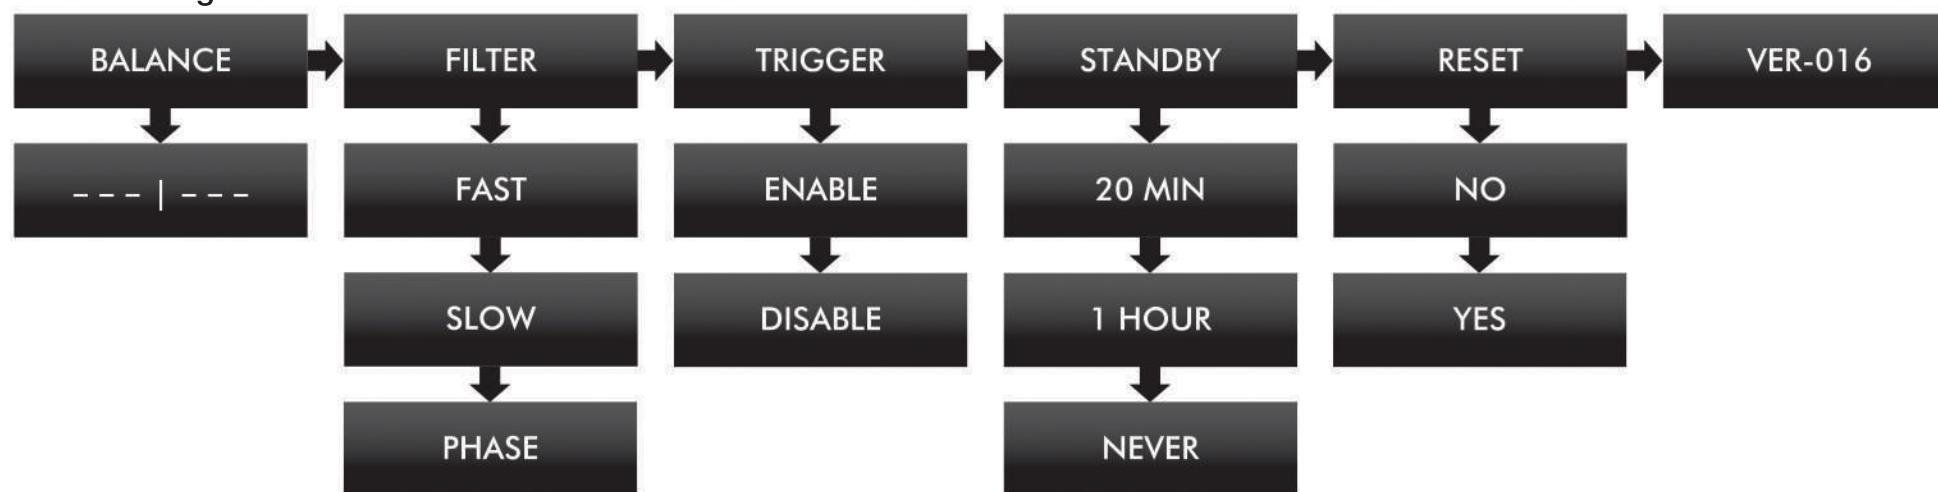 BALANCE FILTER TRIGGER STANDBY RESET VER-016
– – – | – – – FAST ENABLE 20 MIN NO
SLOW DISABLE 1 HOUR YES
PHASE NEVER